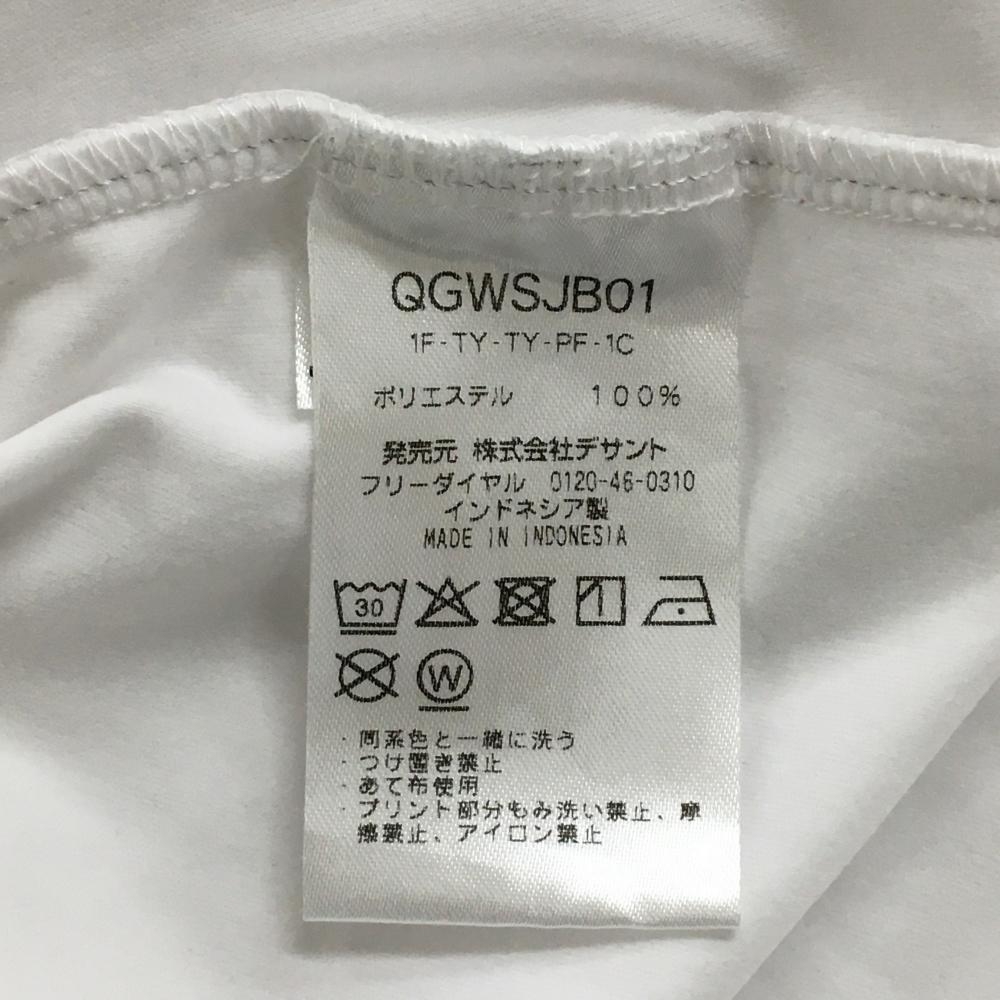 QGWSJB01
1F-TY-TY-PF-1C
ポリエステル 100%
発売元 株式会社デサント
フリーダイヤル 0120-46-0310
インドネシア製
MADE IN INDONESIA
30
W
・同系色と一緒に洗う
・つけ置き禁止
・あて布使用
・プリント部分もみ洗い禁止、摩
擦禁止、アイロン禁止